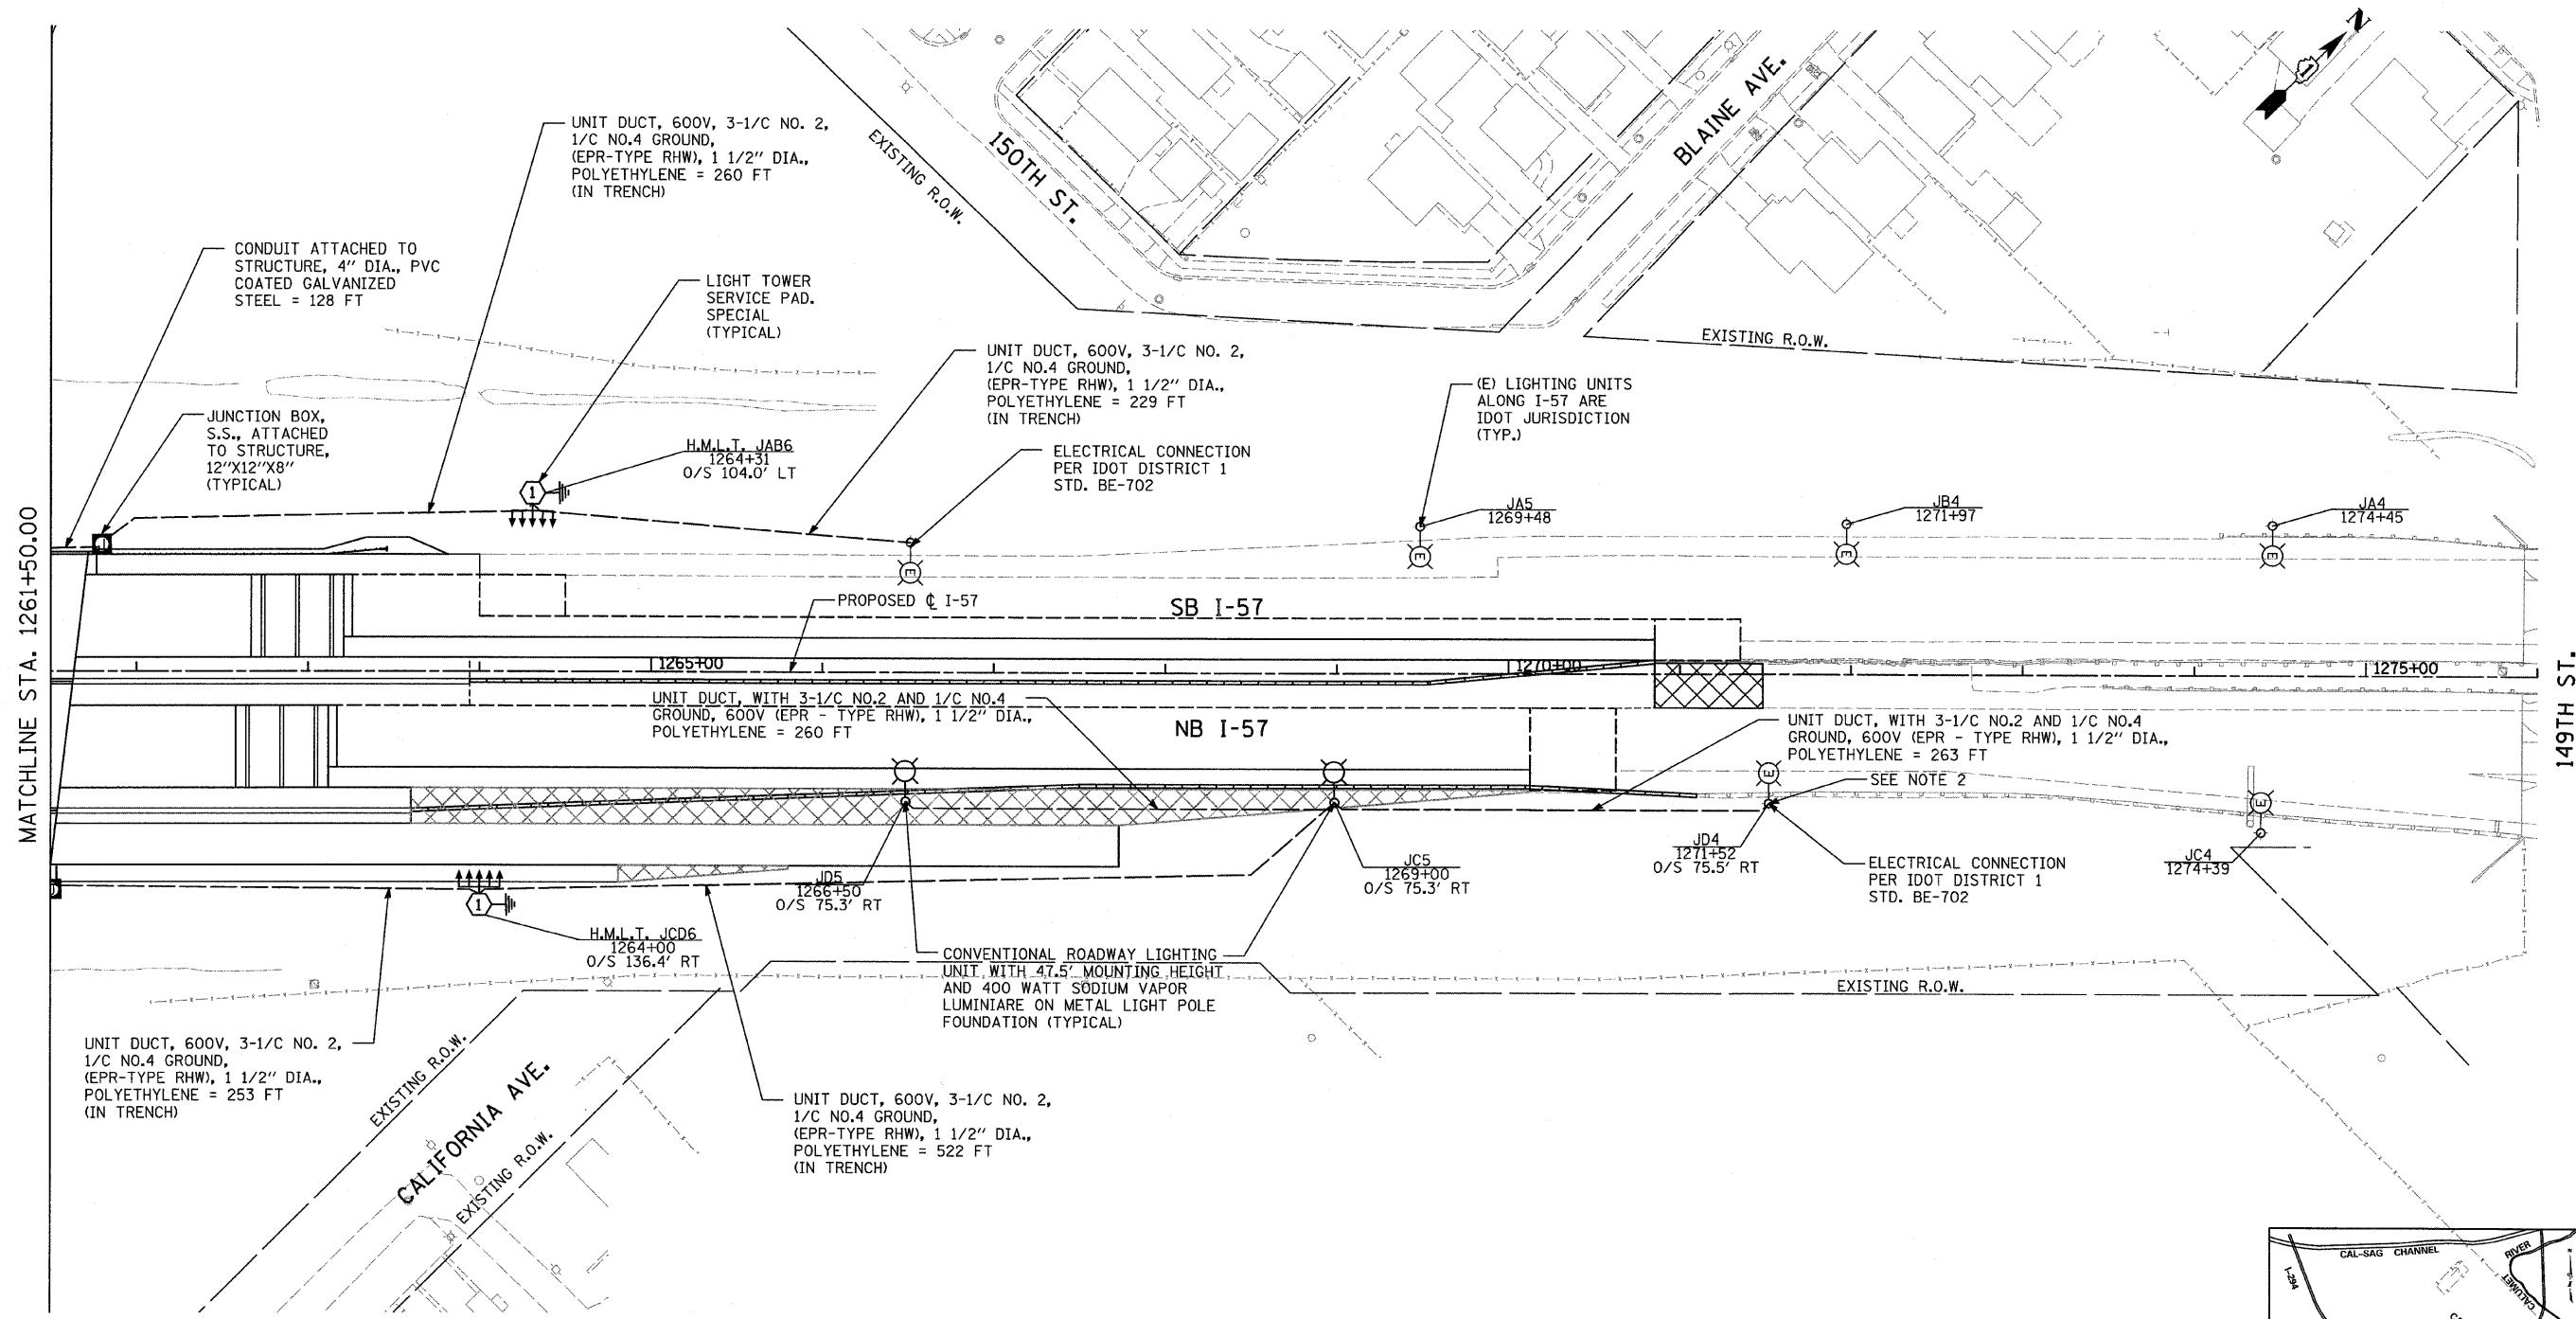 N
1
UNIT DUCT, 600V, 3-1/C NO. 2,
1/C NO.4 GROUND,
(EPR-TYPE RHW), 1 1/2" DIA.,
POLYETHYLENE = 260 FT
(IN TRENCH)
EXISTING R.O.W.
150TH ST.
BLAINE AVE.
CONDUIT ATTACHED TO
STRUCTURE, 4" DIA., PVC
COATED GALVANIZED
STEEL = 128 FT
LIGHT TOWER
SERVICE PAD.
SPECIAL
(TYPICAL)
EXISTING R.O.W.
UNIT DUCT, 600V, 3-1/C NO. 2,
1/C NO.4 GROUND,
(EPR-TYPE RHW), 1 1/2" DIA.,
POLYETHYLENE = 229 FT
(IN TRENCH)
(E) LIGHTING UNITS
ALONG I-57 ARE
IDOT JURISDICTION
(TYP.)
JUNCTION BOX,
S.S., ATTACHED
TO STRUCTURE,
12"X12"X8"
(TYPICAL)
H.M.L.T. JAB6
1264+31
O/S 104.0' LT
ELECTRICAL CONNECTION
PER IDOT DISTRICT 1
STD. BE-702
1
JA5
1269+48
JB4
1271+97
JA4
1274+45
E
E
E
E
MATCHLINE STA. 1261+50.00
PROPOSED ℄ I-57
SB I-57
1265+00
1270+00
1275+00
149TH ST.
UNIT DUCT, WITH 3-1/C NO.2 AND 1/C NO.4
GROUND, 600V (EPR - TYPE RHW), 1 1/2" DIA.,
POLYETHYLENE = 260 FT
NB I-57
UNIT DUCT, WITH 3-1/C NO.2 AND 1/C NO.4
GROUND, 600V (EPR - TYPE RHW), 1 1/2" DIA.,
POLYETHYLENE = 263 FT
E
SEE NOTE 2
E
JD5
1266+50
O/S 75.3' RT
JC5
1269+00
O/S 75.3' RT
JD4
1271+52
O/S 75.5' RT
ELECTRICAL CONNECTION
PER IDOT DISTRICT 1
STD. BE-702
JC4
1274+39
1
H.M.L.T. JCD6
1264+00
O/S 136.4' RT
CONVENTIONAL ROADWAY LIGHTING
UNIT WITH 47.5' MOUNTING HEIGHT
AND 400 WATT SODIUM VAPOR
LUMINIARE ON METAL LIGHT POLE
FOUNDATION (TYPICAL)
EXISTING R.O.W.
UNIT DUCT, 600V, 3-1/C NO. 2,
1/C NO.4 GROUND,
(EPR-TYPE RHW), 1 1/2" DIA.,
POLYETHYLENE = 253 FT
(IN TRENCH)
EXISTING R.O.W.
CALIFORNIA AVE.
EXISTING R.O.W.
UNIT DUCT, 600V, 3-1/C NO. 2,
1/C NO.4 GROUND,
(EPR-TYPE RHW), 1 1/2" DIA.,
POLYETHYLENE = 522 FT
(IN TRENCH)
CAL-SAG CHANNEL
RIVER
CALUMET
I-294